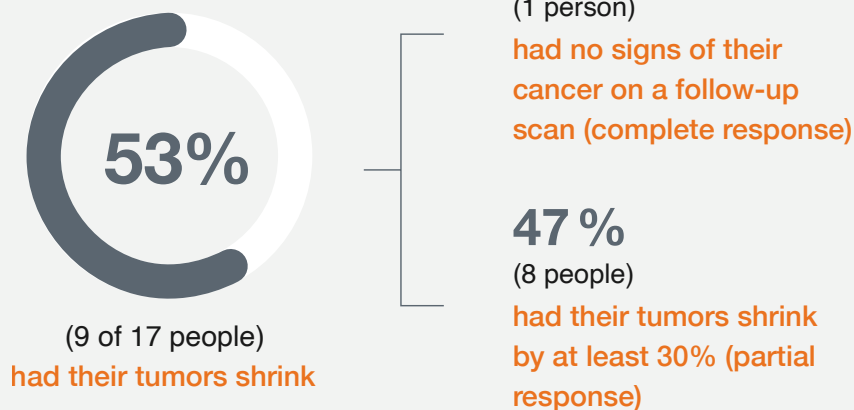 53%
(9 of 17 people)
had their tumors shrink
(1 person)
had no signs of their
cancer on a follow-up
scan (complete response)
47 %
(8 people)
had their tumors shrink
by at least 30% (partial
response)